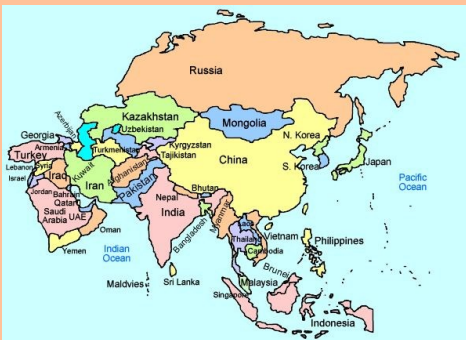 Russia
Kazakhstan
Mongolia
Uzbekistan
Azerbijan
Georgia
Armenia
Turkmenistan
Kyrgyzstan
Tajikistan
N. Korea
Turkey
China
Japan
S. Korea
Lebanon
Syria
Israel
Iraq
Kuwait
Iran
Afghanistan
Pakistan
Jordan
Bahrain
Qatar
Saudi
Arabia
UAE
Oman
Yemen
Nepal
Bhutan
India
Bangladesh
Myanmar
Laos
Thailand
Vietnam
Cambodia
Philippines
Pacific
Ocean
Indian
Ocean
Maldvies
Sri Lanka
Brunei
Malaysia
Singapore
Indonesia